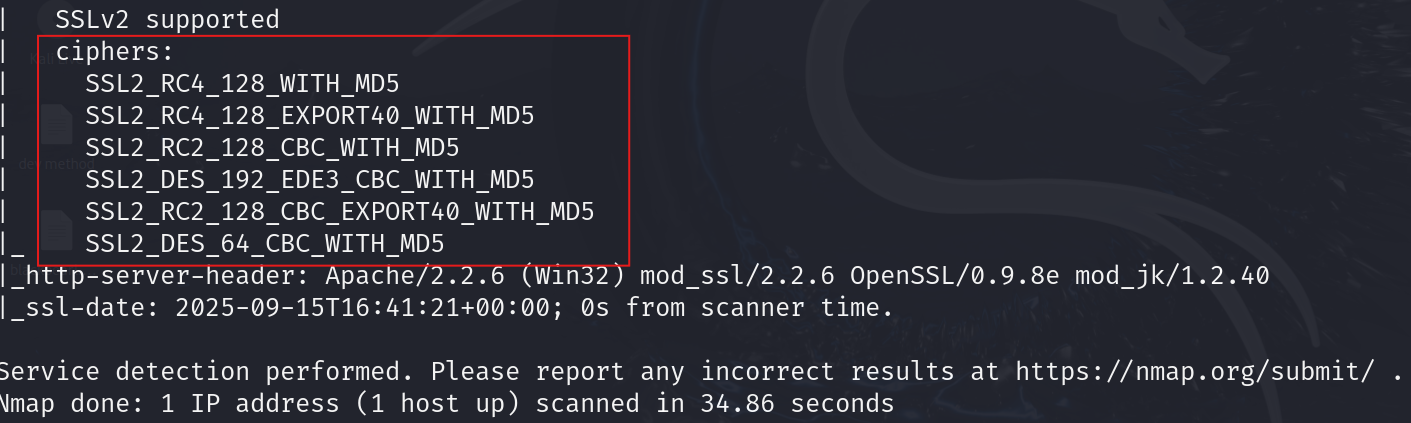 |   SSLv2 supported
|   ciphers:
|     SSL2_RC4_128_WITH_MD5
|     SSL2_RC4_128_EXPORT40_WITH_MD5
|     SSL2_RC2_128_CBC_WITH_MD5
|     SSL2_DES_192_EDE3_CBC_WITH_MD5
|     SSL2_RC2_128_CBC_EXPORT40_WITH_MD5
|_    SSL2_DES_64_CBC_WITH_MD5
|_http-server-header: Apache/2.2.6 (Win32) mod_ssl/2.2.6 OpenSSL/0.9.8e mod_jk/1.2.40
|_ssl-date: 2025-09-15T16:41:21+00:00; 0s from scanner time.

Service detection performed. Please report any incorrect results at https://nmap.org/submit/ .
Nmap done: 1 IP address (1 host up) scanned in 34.86 seconds